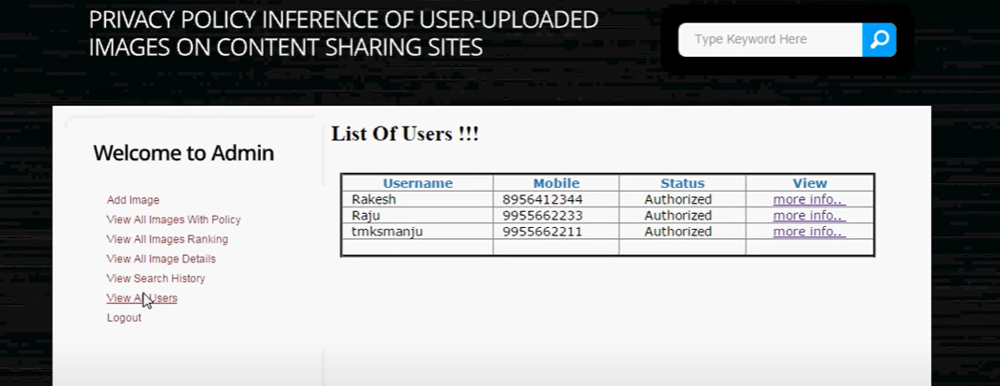 PRIVACY POLICY INFERENCE OF USER-UPLOADED
IMAGES ON CONTENT SHARING SITES
Type Keyword Here
Welcome to Admin
Add Image
View All Images With Policy
View All Images Ranking
View All Image Details
View Search History
View All Users
Logout
List Of Users !!!
Username Mobile Status View
Rakesh 8956412344 Authorized more info..
Raju 9955662233 Authorized more info..
tmksmanju 9955662211 Authorized more info..